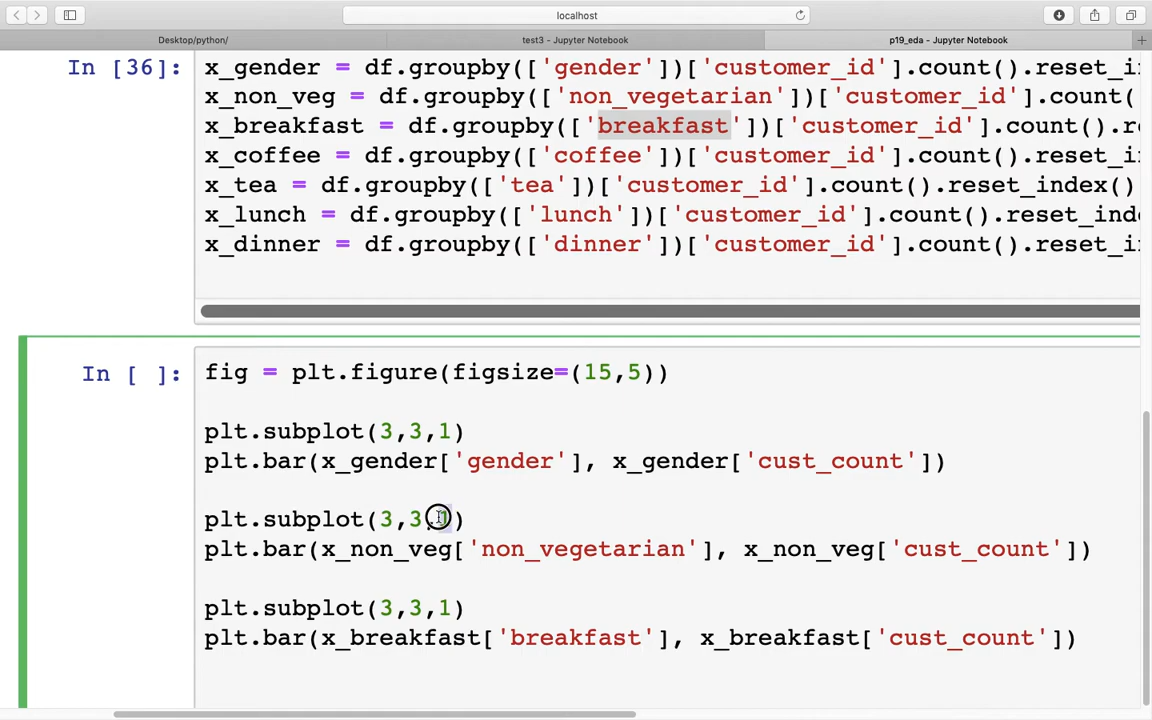 localhost
Desktop/python/
test3 - Jupyter Notebook
p19_eda - Jupyter Notebook
In [36]:
x_gender = df.groupby(['gender'])['customer_id'].count().reset_i
x_non_veg = df.groupby(['non_vegetarian'])['customer_id'].count(
x_breakfast = df.groupby(['breakfast'])['customer_id'].count().r
x_coffee = df.groupby(['coffee'])['customer_id'].count().reset_i
x_tea = df.groupby(['tea'])['customer_id'].count().reset_index()
x_lunch = df.groupby(['lunch'])['customer_id'].count().reset_ind
x_dinner = df.groupby(['dinner'])['customer_id'].count().reset_i
In [ ]:
fig = plt.figure(figsize=(15,5))
plt.subplot(3,3,1)
plt.bar(x_gender['gender'], x_gender['cust_count'])
plt.subplot(3,3,1)
plt.bar(x_non_veg['non_vegetarian'], x_non_veg['cust_count'])
plt.subplot(3,3,1)
plt.bar(x_breakfast['breakfast'], x_breakfast['cust_count'])